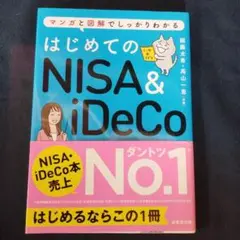 マンガと図解でしっかりわかる
はじめての
NISA&
iDeCo
NISA・
iDeCo本
売上
ダントツ
No.1
はじめるならこの1冊